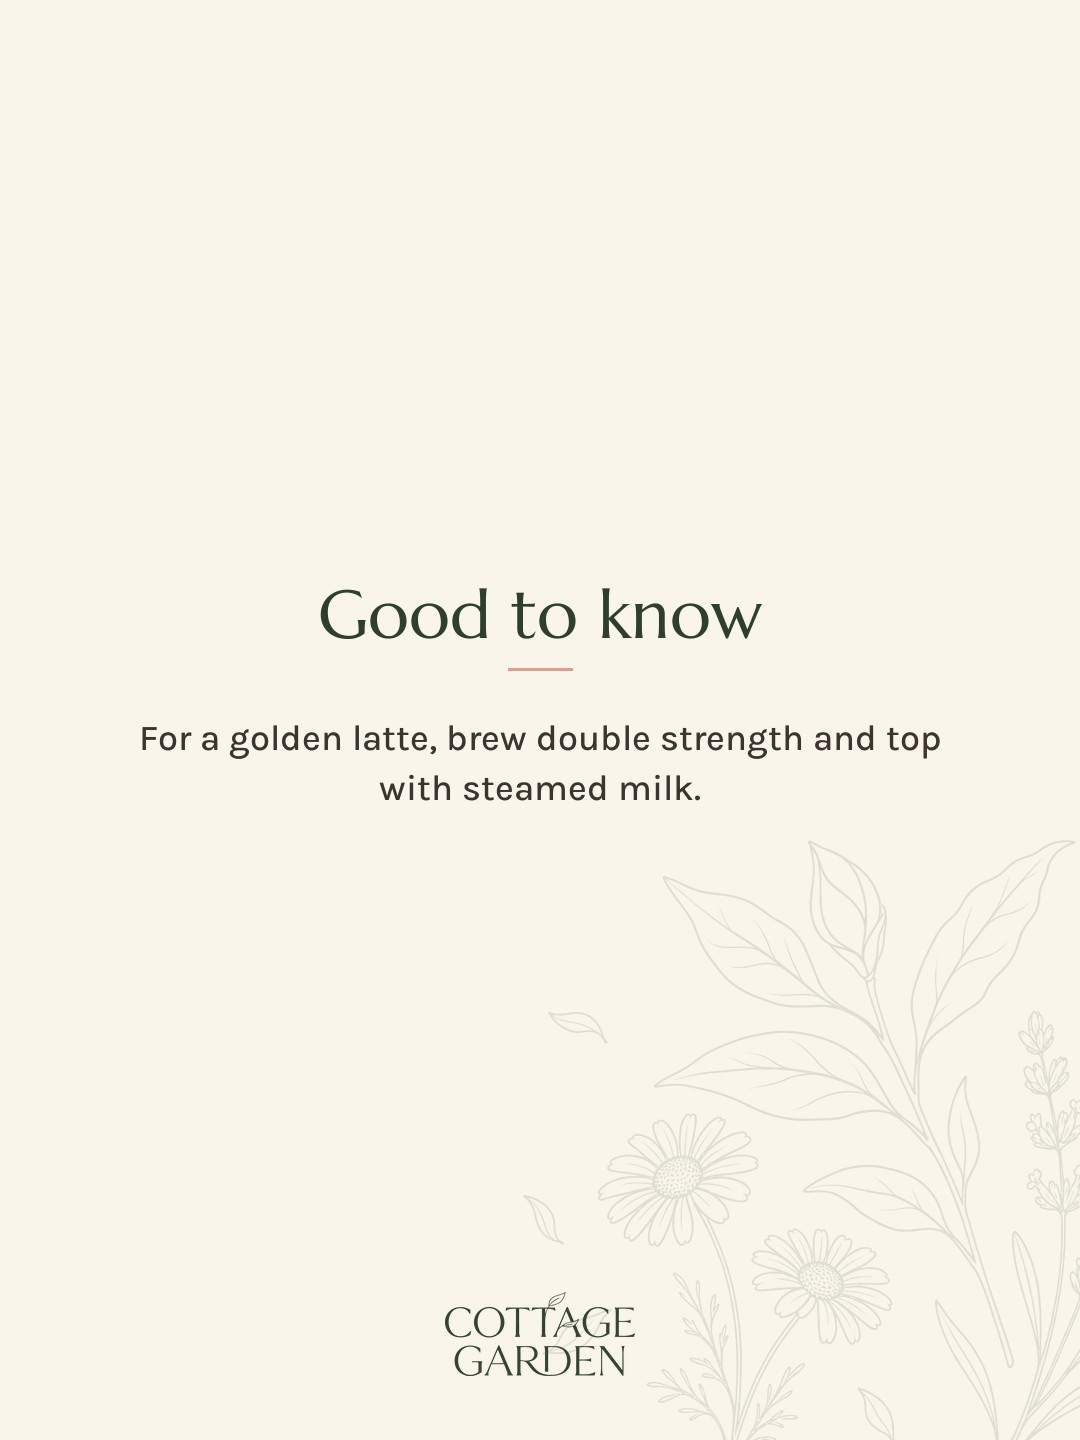 Good to know
For a golden latte, brew double strength and top
with steamed milk.
COTTAGE
GARDEN